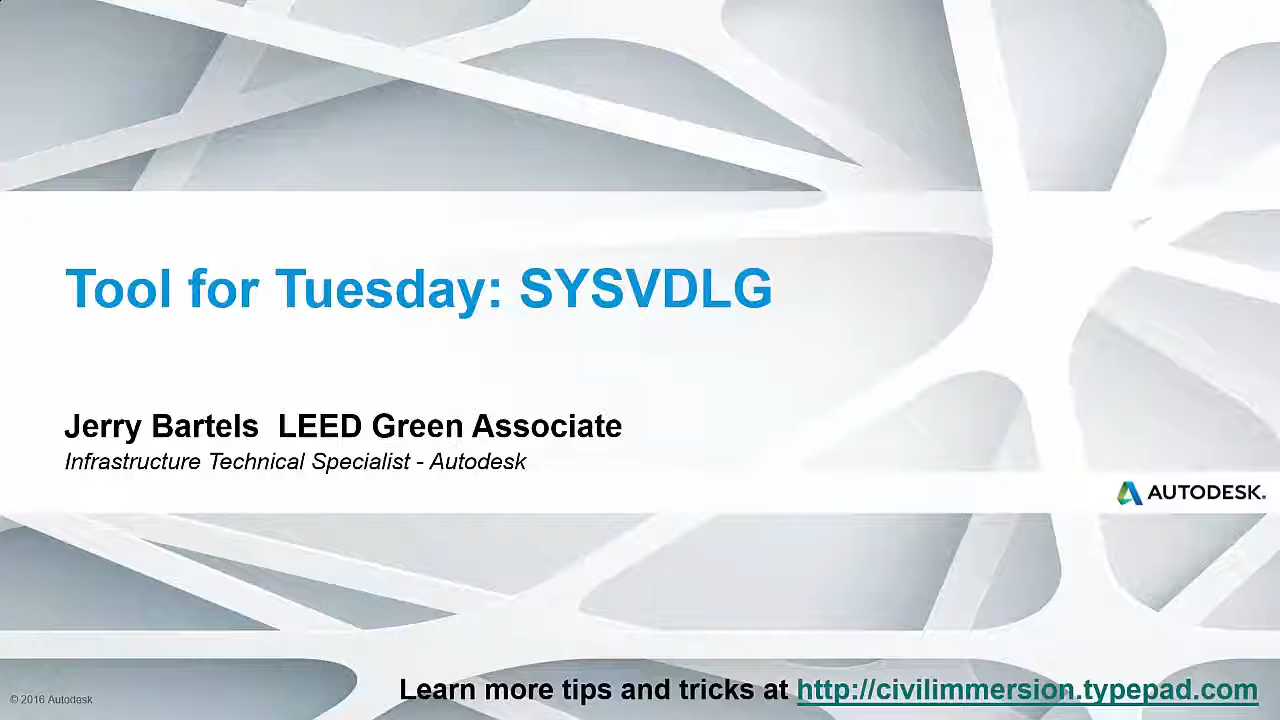 Tool for Tuesday: SYSVDLG
Jerry Bartels  LEED Green Associate
Infrastructure Technical Specialist - Autodesk
AUTODESK.
© 2016 Autodesk
Learn more tips and tricks at http://civilimmersion.typepad.com